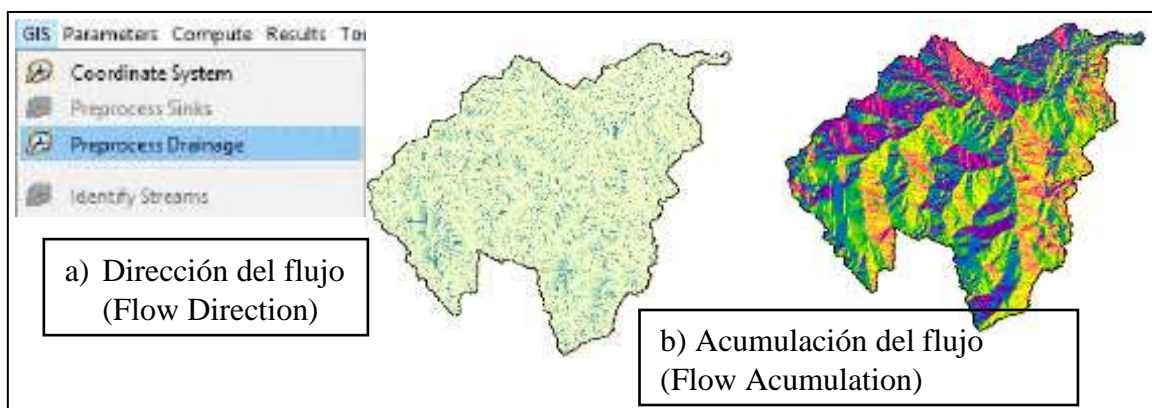 GIS Parameters Compute Results
Coordinate System
Preprocess Sinks
Preprocess Drainage
Identify Streams
a) Dirección del flujo
(Flow Direction)
b) Acumulación del flujo
(Flow Acumulation)